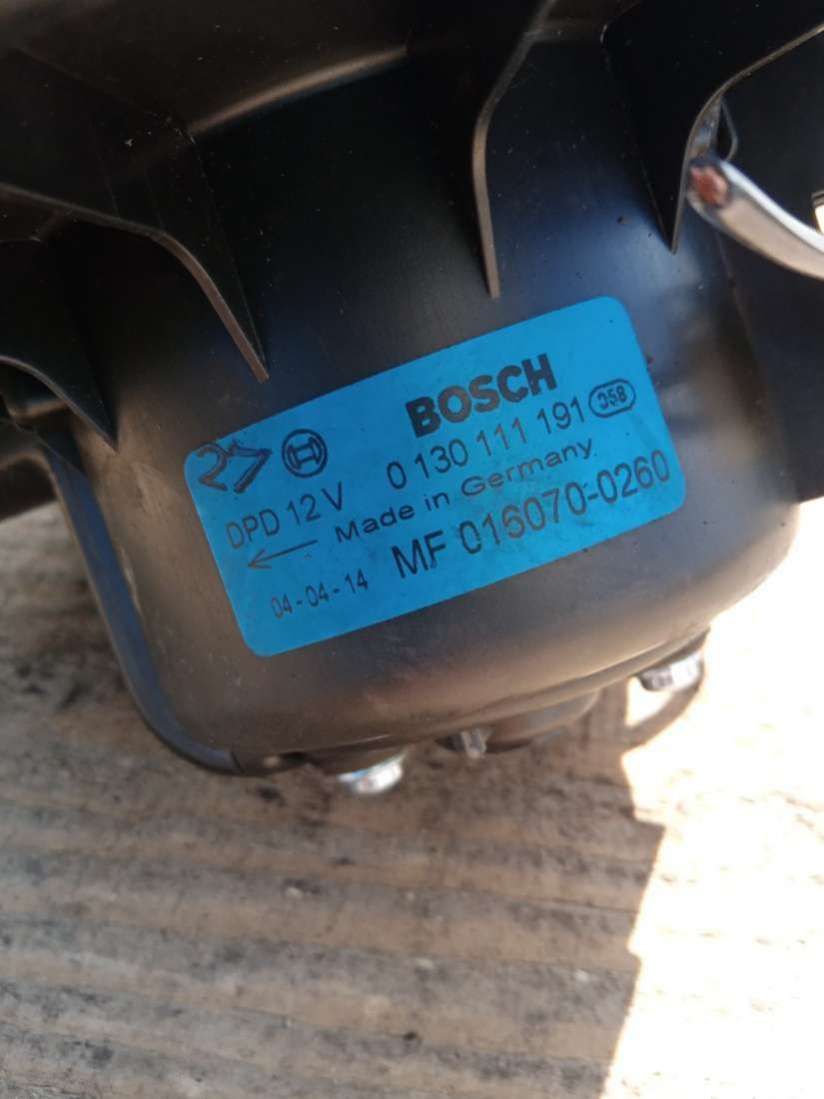 27 BOSCH
DPD 12 V 0 130 111 191 058
← Made in Germany
04-04-14 MF 016070-0260